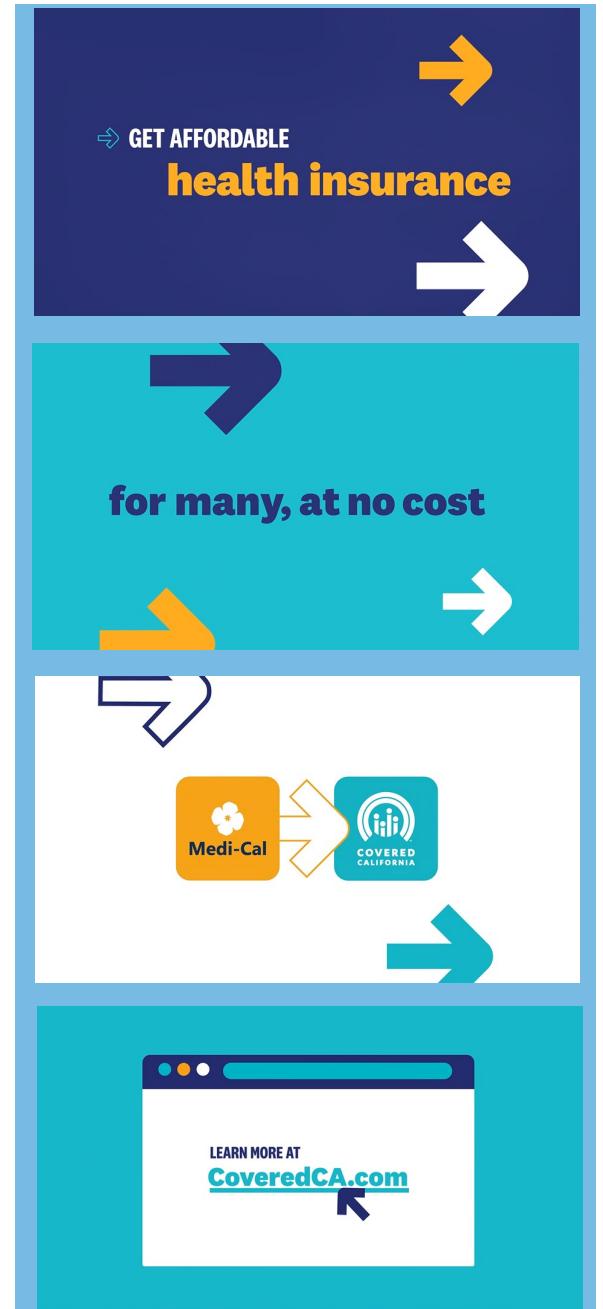 GET AFFORDABLE
health insurance
for many, at no cost
Medi-Cal
COVERED
CALIFORNIA
LEARN MORE AT
CoveredCA.com